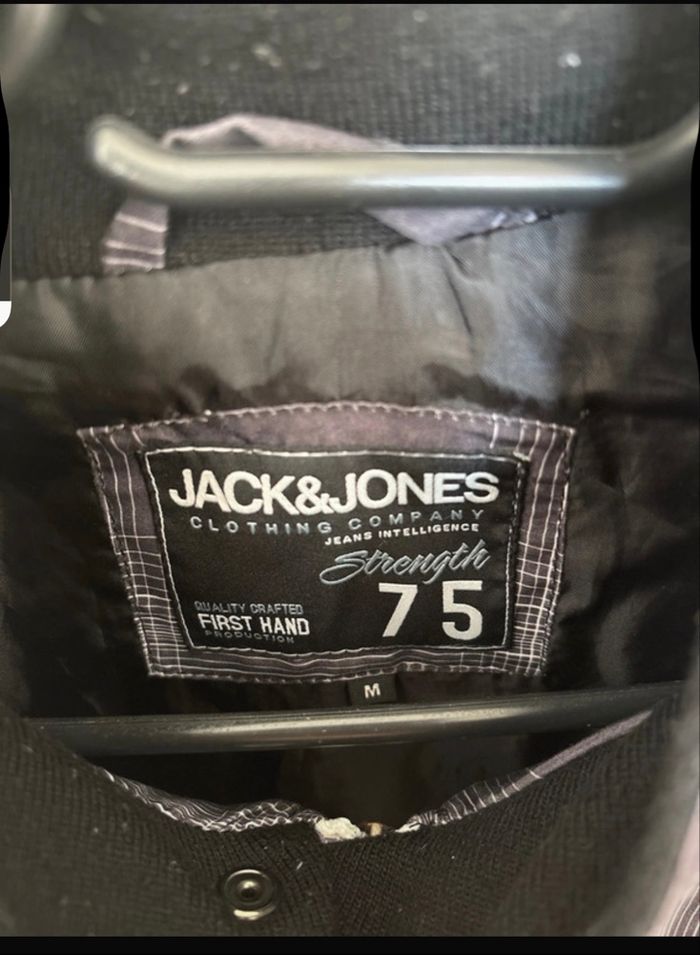 JACK&JONES
CLOTHING COMPANY
JEANS INTELLIGENCE
Strength
75
QUALITY CRAFTED
FIRST HAND
PRODUCTION
M